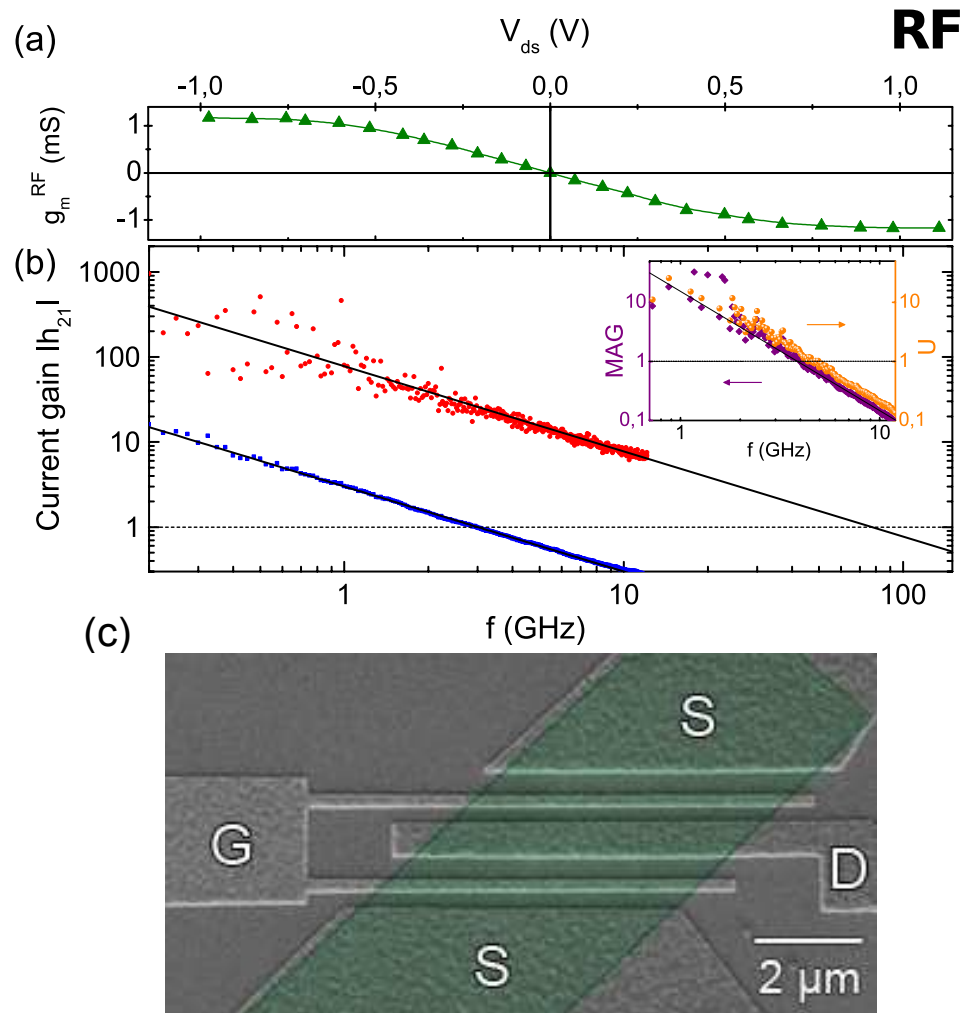 (a)
V_ds (V)
RF
-1,0 -0,5 0,0 0,5 1,0
g_m^RF (mS)
1
0
-1
(b)
Current gain |h_21|
1000
100
10
1
1 10 100
f (GHz)
MAG
10
1
0,1
U
10
1
0,1
1 10
f (GHz)
(c)
S
G
D
S
2 µm